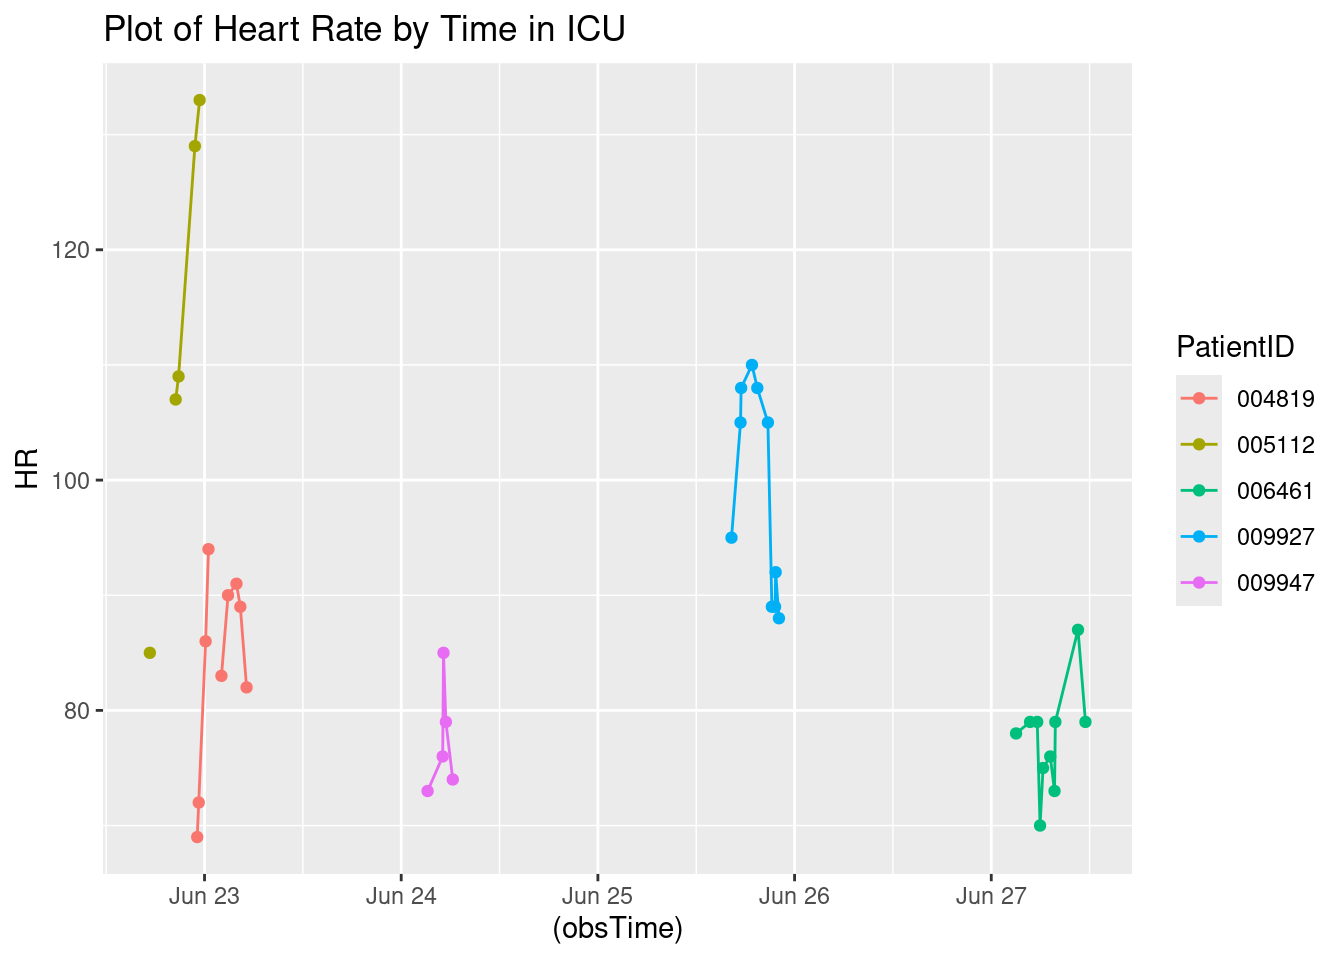 Plot of Heart Rate by Time in ICU
120
100
80
HR
Jun 23
Jun 24
Jun 25
Jun 26
Jun 27
(obsTime)
PatientID
004819
005112
006461
009927
009947